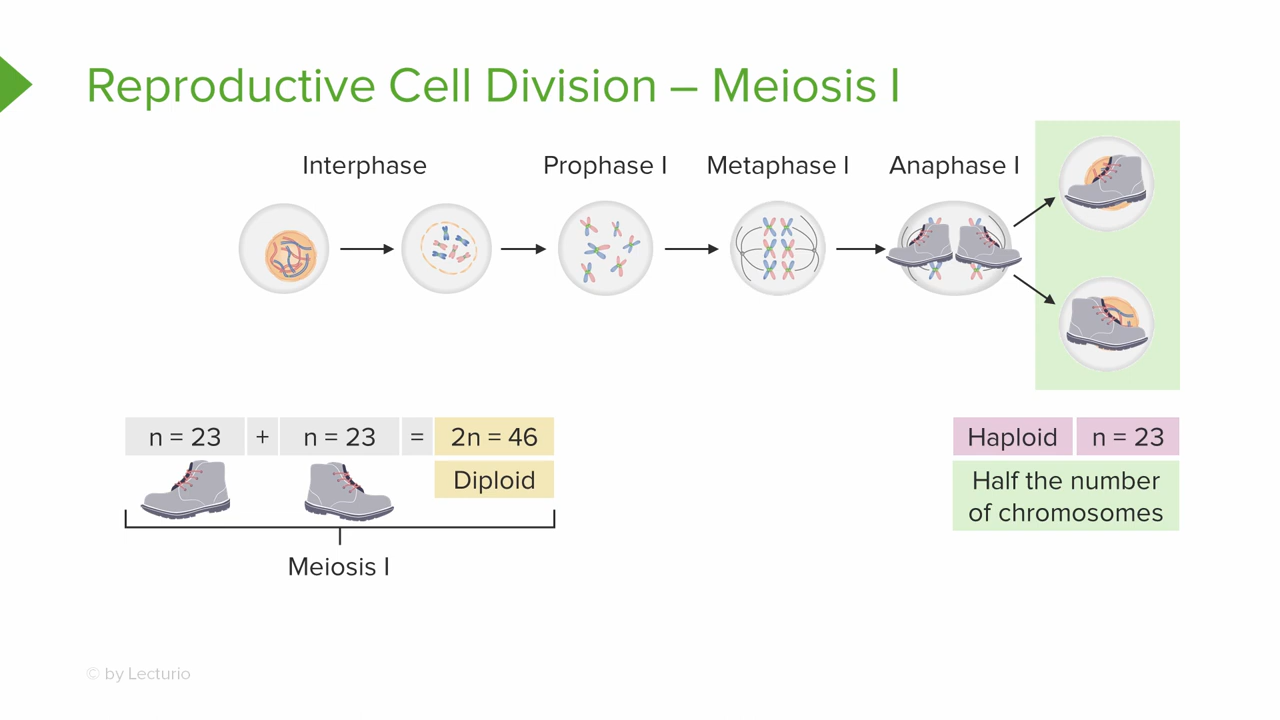 Reproductive Cell Division – Meiosis I
Interphase
Prophase I
Metaphase I
Anaphase I
n = 23 + n = 23 = 2n = 46
Diploid
Meiosis I
Haploid n = 23
Half the number
of chromosomes
© by Lecturio